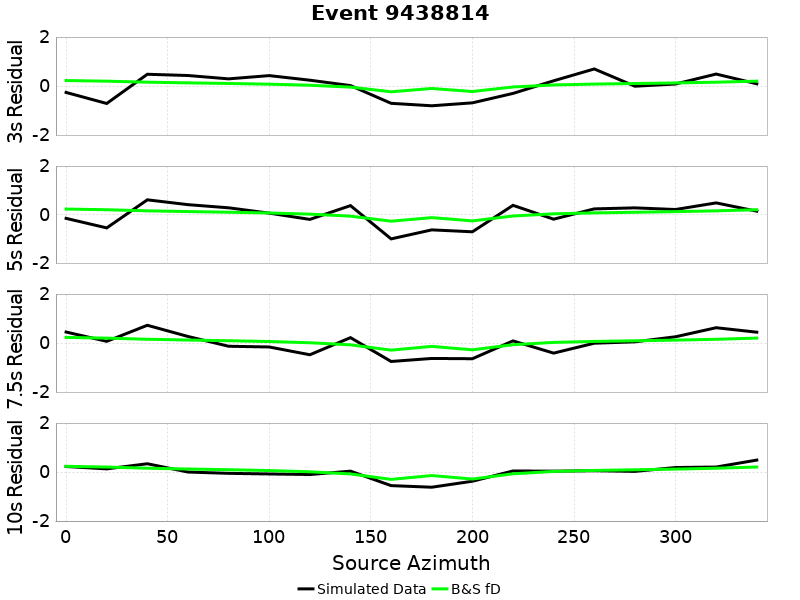 Event 9438814
3s Residual
2
0
-2
5s Residual
2
0
-2
7.5s Residual
2
0
-2
10s Residual
2
0
-2
0 50 100 150 200 250 300
Source Azimuth
Simulated Data B&S fD